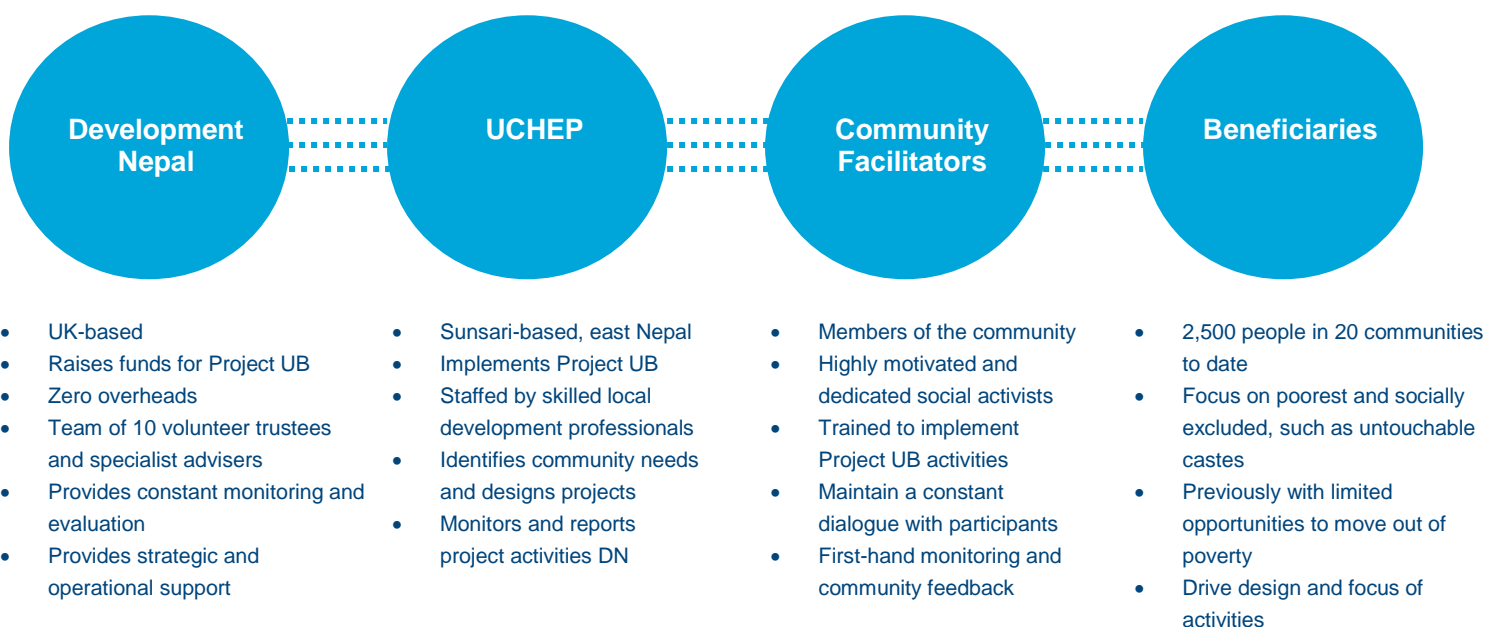 Development
Nepal
UCHEP
Community
Facilitators
Beneficiaries
• UK-based
• Raises funds for Project UB
• Zero overheads
• Team of 10 volunteer trustees
and specialist advisers
• Provides constant monitoring and
evaluation
• Provides strategic and
operational support
• Sunsari-based, east Nepal
• Implements Project UB
• Staffed by skilled local
development professionals
• Identifies community needs
and designs projects
• Monitors and reports
project activities DN
• Members of the community
• Highly motivated and
dedicated social activists
• Trained to implement
Project UB activities
• Maintain a constant
dialogue with participants
• First-hand monitoring and
community feedback
• 2,500 people in 20 communities
to date
• Focus on poorest and socially
excluded, such as untouchable
castes
• Previously with limited
opportunities to move out of
poverty
• Drive design and focus of
activities